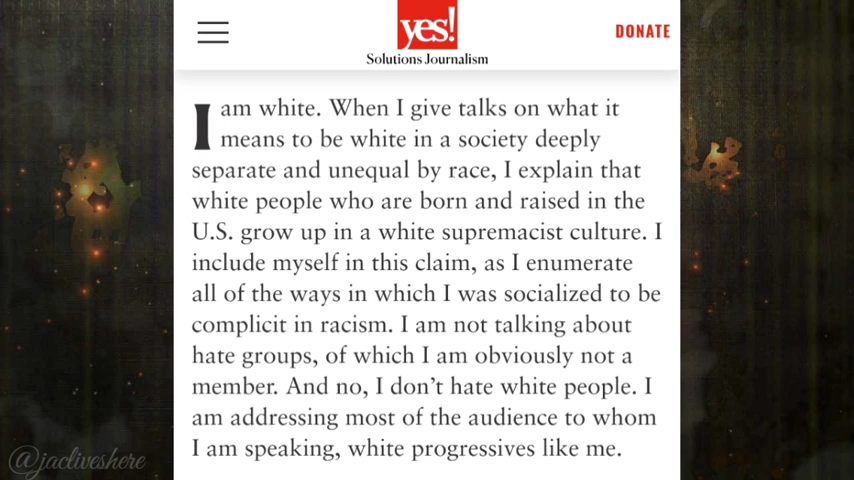 yes!
DONATE
Solutions Journalism
I am white. When I give talks on what it
means to be white in a society deeply
separate and unequal by race, I explain that
white people who are born and raised in the
U.S. grow up in a white supremacist culture. I
include myself in this claim, as I enumerate
all of the ways in which I was socialized to be
complicit in racism. I am not talking about
hate groups, of which I am obviously not a
member. And no, I don't hate white people. I
am addressing most of the audience to whom
I am speaking, white progressives like me.
@jacliveshere